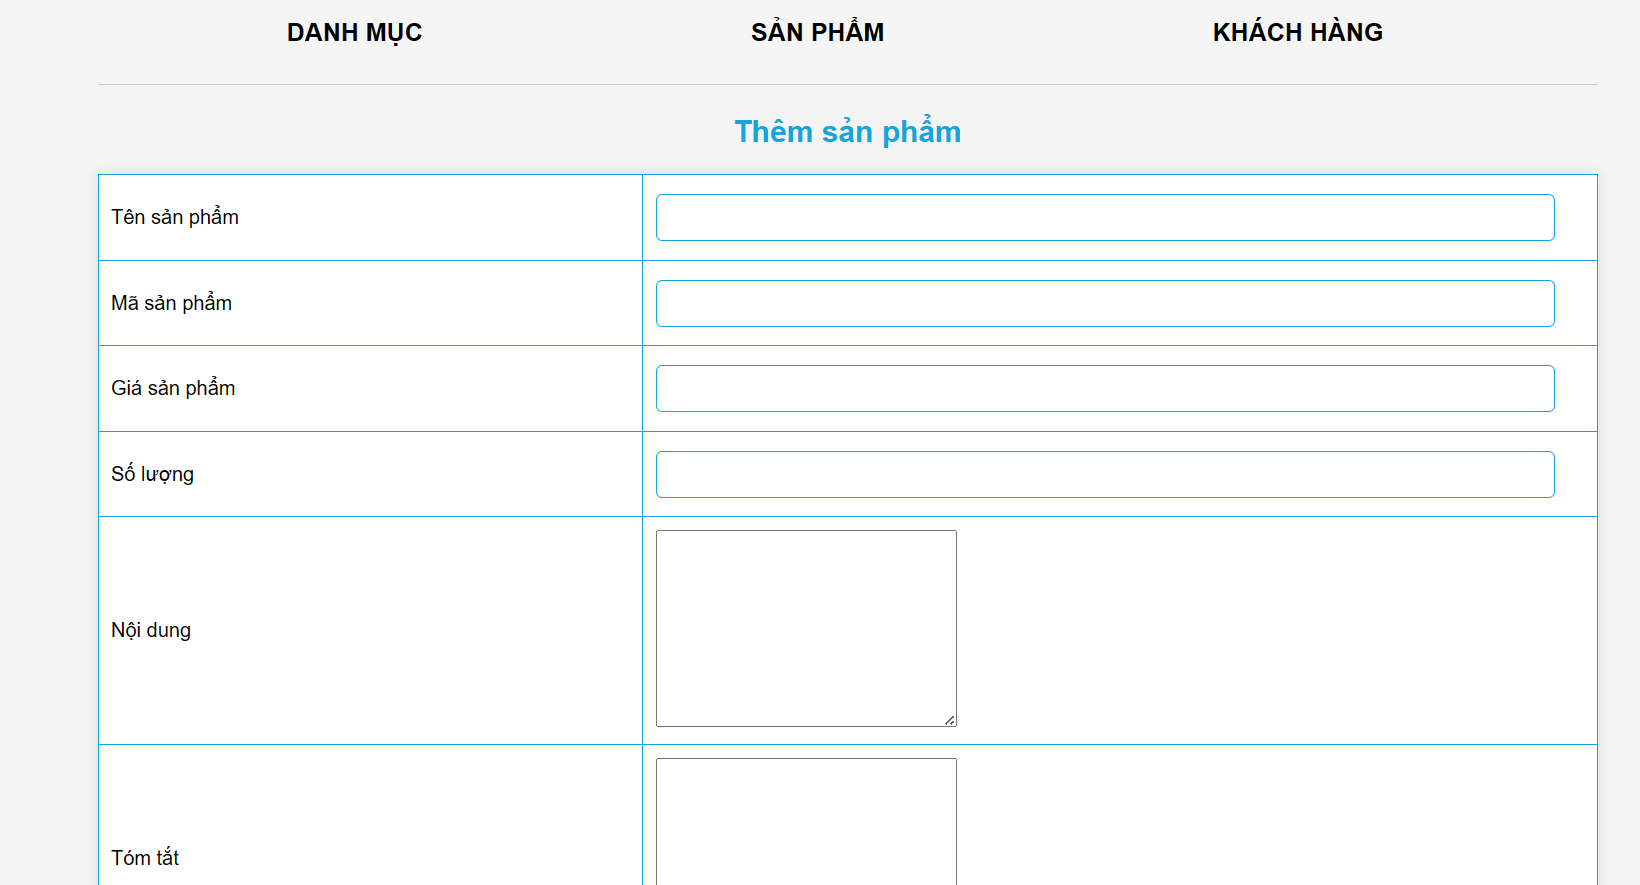 DANH MỤC SẢN PHẨM KHÁCH HÀNG
Thêm sản phẩm
Tên sản phẩm
Mã sản phẩm
Giá sản phẩm
Số lượng
Nội dung
Tóm tắt